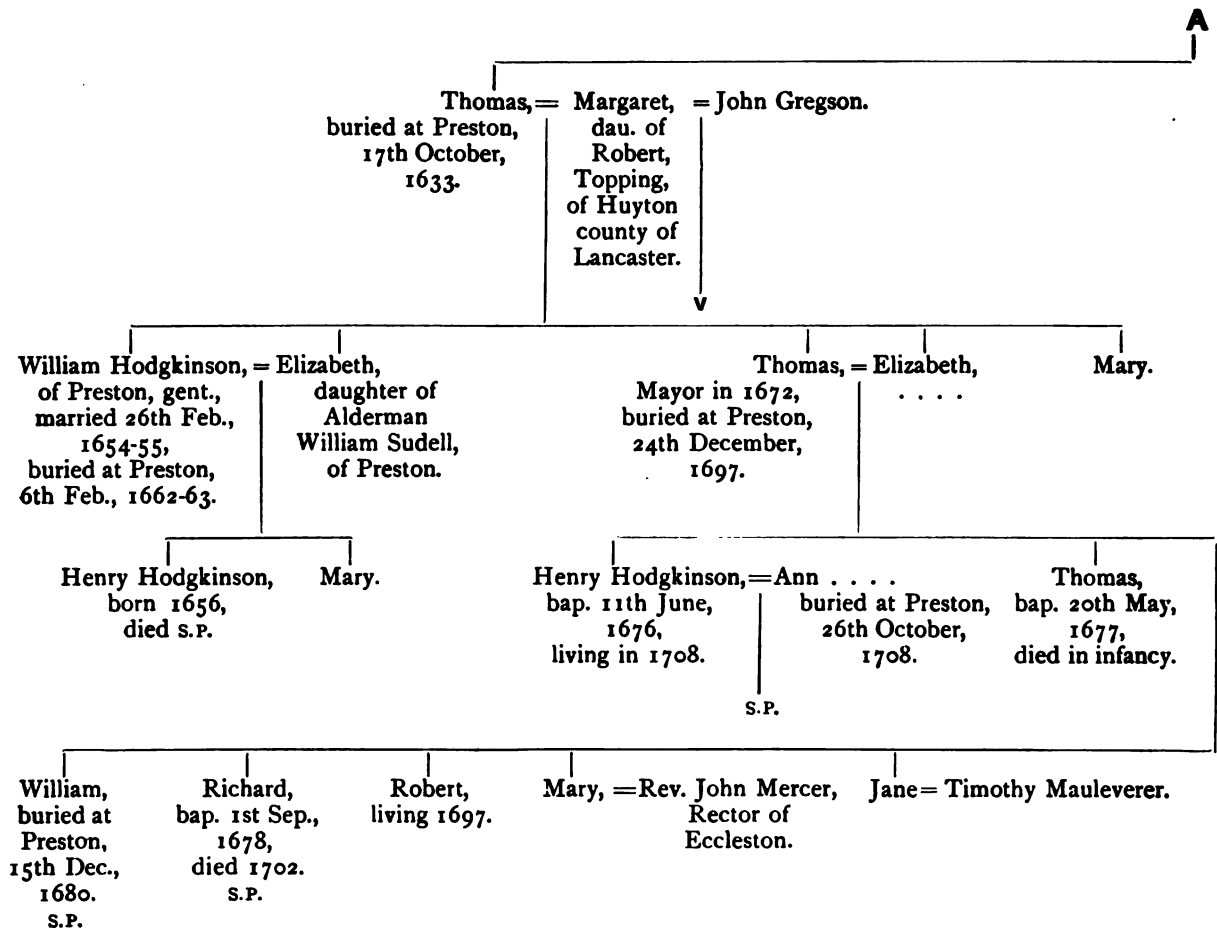 A
Thomas, = Margaret, = John Gregson.
buried at Preston,
17th October,
1633.
dau. of
Robert,
Topping,
of Huyton
county of
Lancaster.
v
William Hodgkinson, = Elizabeth,
of Preston, gent.,
married 26th Feb.,
1654-55,
buried at Preston,
6th Feb., 1662-63.
daughter of
Alderman
William Sudell,
of Preston.
Thomas, = Elizabeth,
Mayor in 1672,
buried at Preston,
24th December,
1697.
. . . .
Mary.
Henry Hodgkinson,
born 1656,
died S.P.
Mary.
Henry Hodgkinson, = Ann . . . .
bap. 11th June,
1676,
living in 1708.
buried at Preston,
26th October,
1708.
S.P.
Thomas,
bap. 20th May,
1677,
died in infancy.
William,
buried at
Preston,
15th Dec.,
1680.
S.P.
Richard,
bap. 1st Sep.,
1678,
died 1702.
S.P.
Robert,
living 1697.
Mary, = Rev. John Mercer,
Rector of
Eccleston.
Jane = Timothy Mauleverer.